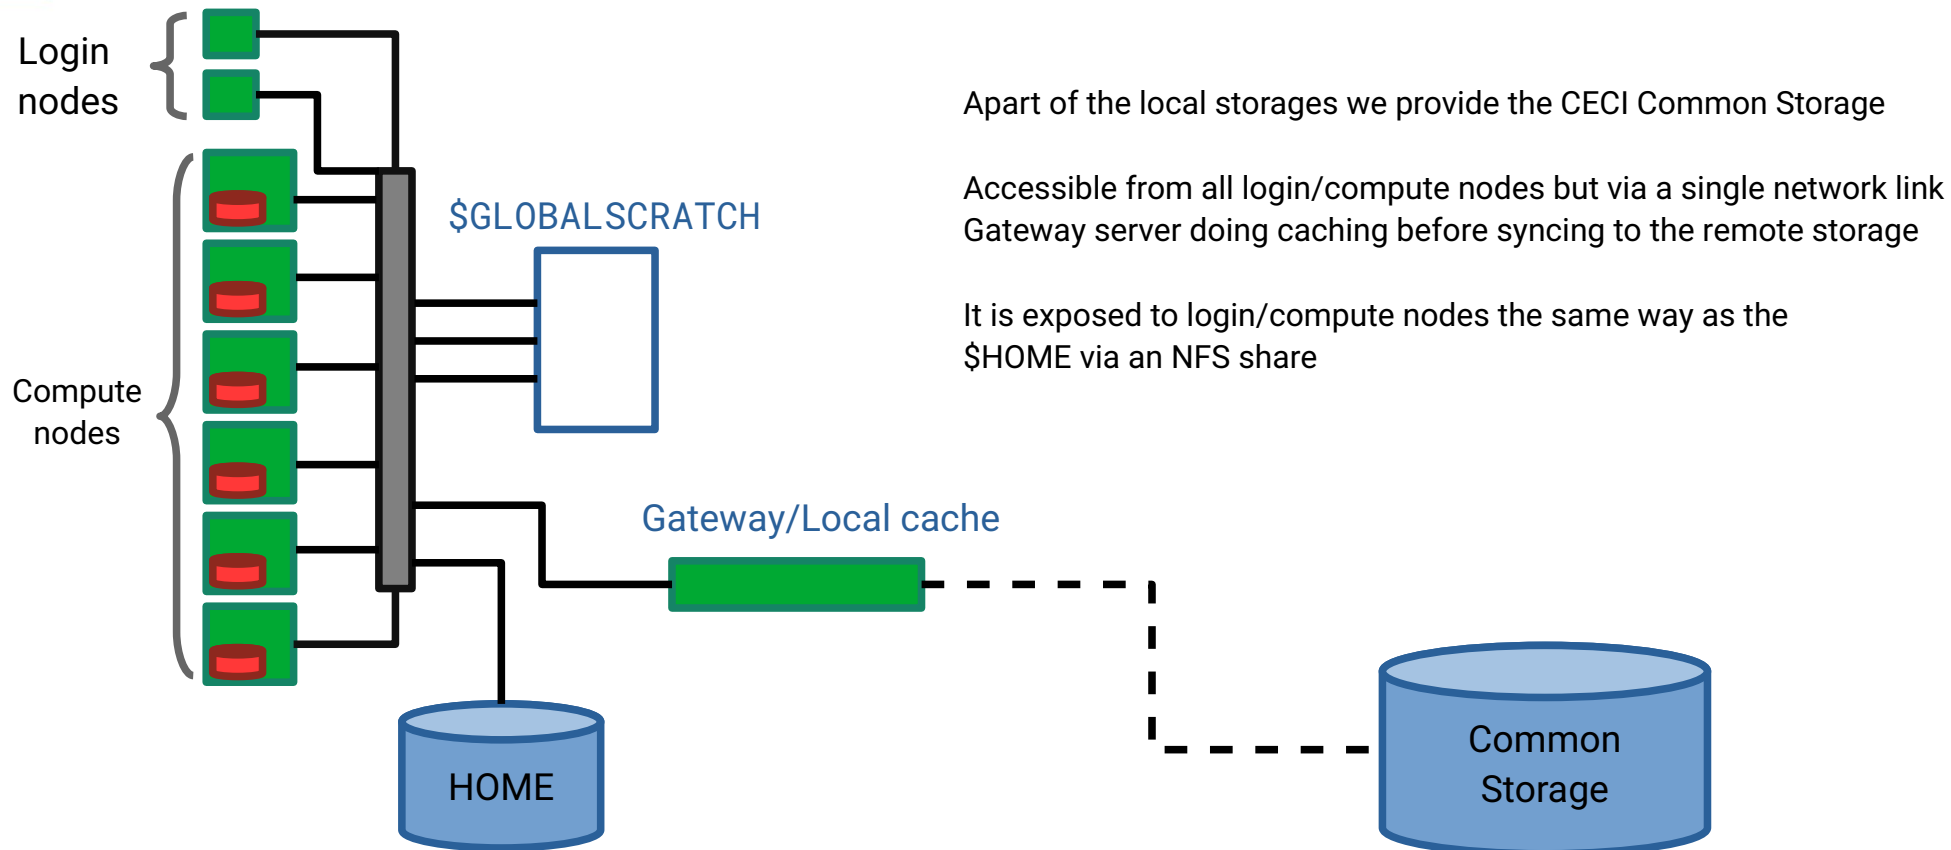 Login
nodes
Compute
nodes
$GLOBALSCRATCH
Gateway/Local cache
HOME
Common
Storage
Apart of the local storages we provide the CECI Common Storage
Accessible from all login/compute nodes but via a single network link
Gateway server doing caching before syncing to the remote storage
It is exposed to login/compute nodes the same way as the
$HOME via an NFS share